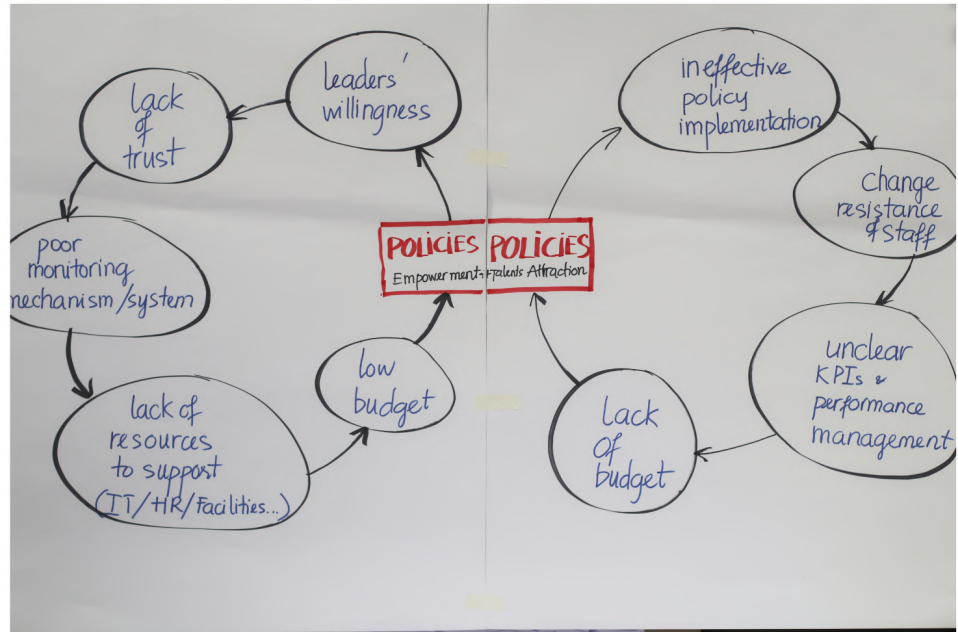 leaders'
willingness
lack
of
trust
poor
monitoring
mechanism/system
lack of
resources
to support
(IT/HR/Facilities...)
low
budget
POLICIES
Empowerment
POLICIES
+Talents Attraction
ineffective
policy
implementation
Change
resistance
of staff
unclear
KPIs &
performance
management
Lack
Of
budget